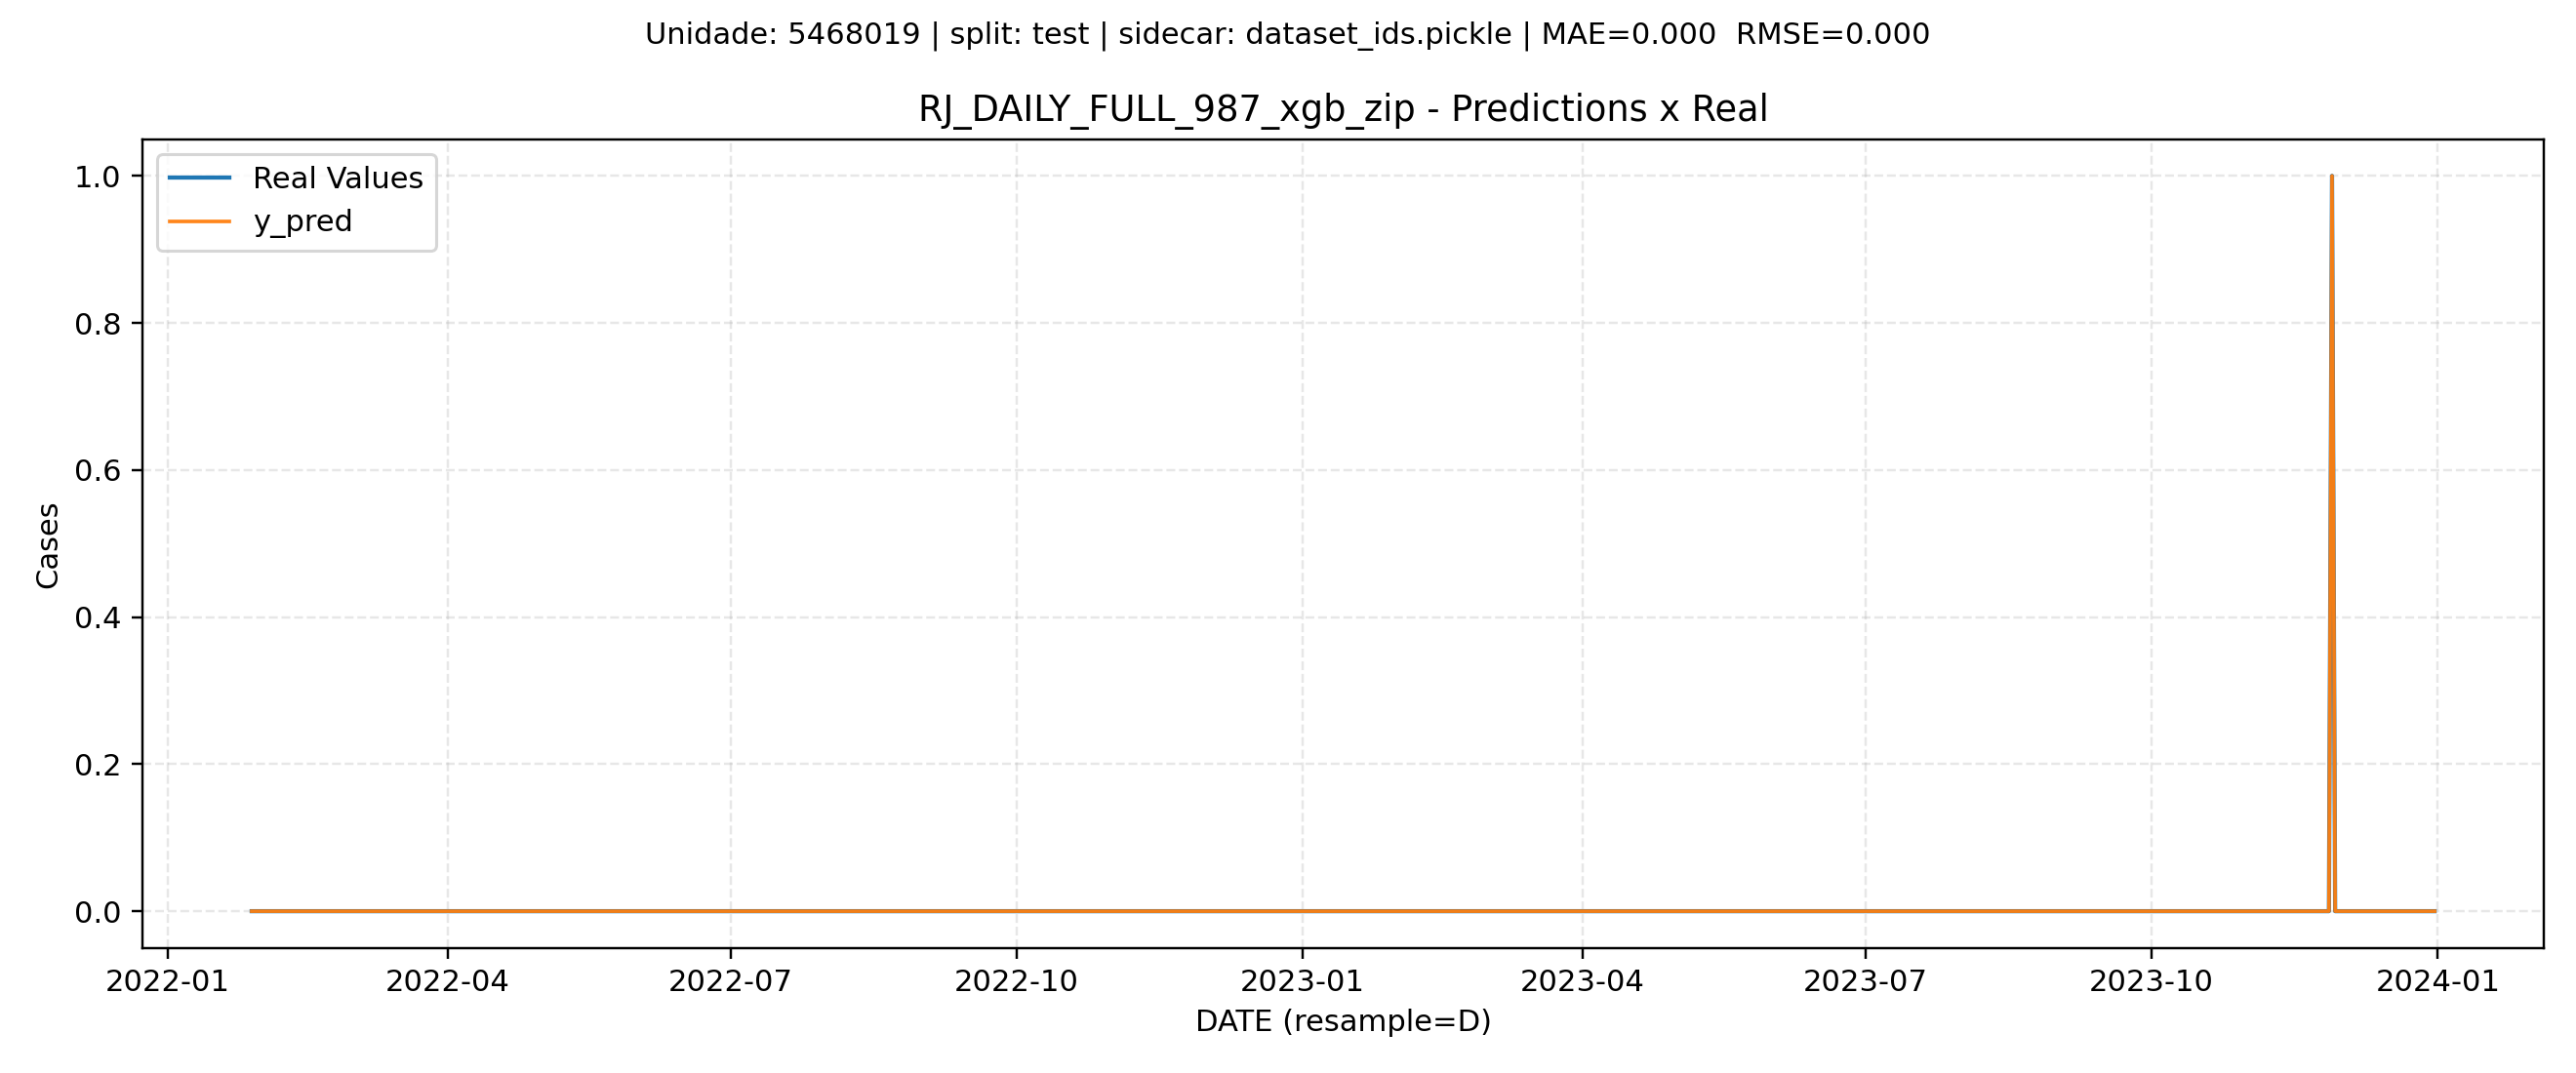 Unidade: 5468019 | split: test | sidecar: dataset_ids.pickle | MAE=0.000  RMSE=0.000
RJ_DAILY_FULL_987_xgb_zip - Predictions x Real
Real Values
y_pred
1.0
0.8
0.6
0.4
0.2
0.0
Cases
2022-01 2022-04 2022-07 2022-10 2023-01 2023-04 2023-07 2023-10 2024-01
DATE (resample=D)